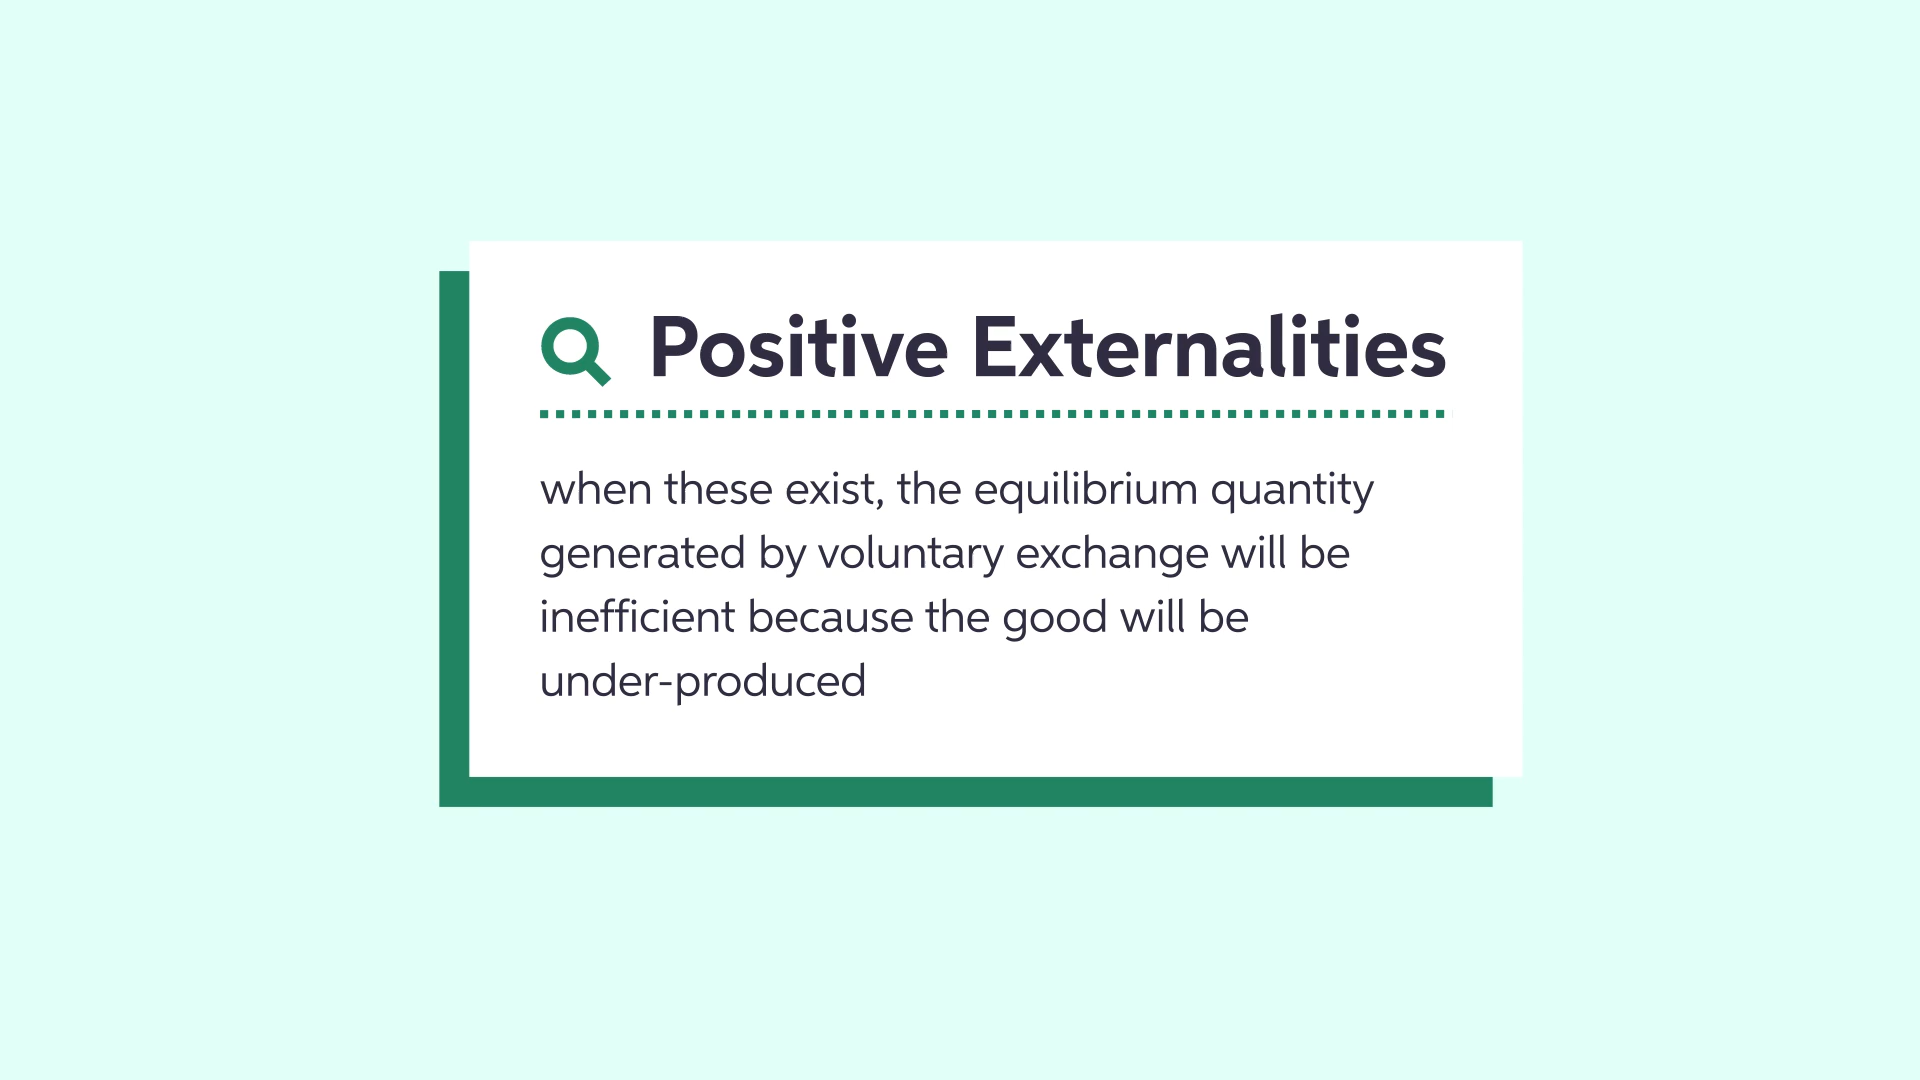 Positive Externalities
when these exist, the equilibrium quantity
generated by voluntary exchange will be
inefficient because the good will be
under-produced